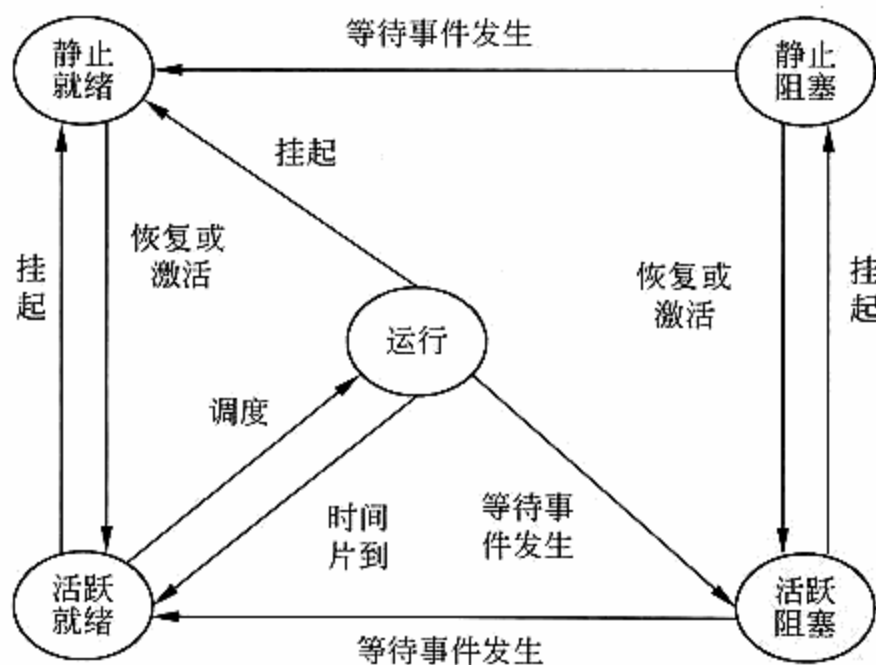 等待事件发生
静止
就绪
静止
阻塞
挂起
恢复或
激活
挂
起
恢复或
激活
挂
起
运行
调度
时间
片到
等待事
件发生
活跃
就绪
活跃
阻塞
等待事件发生